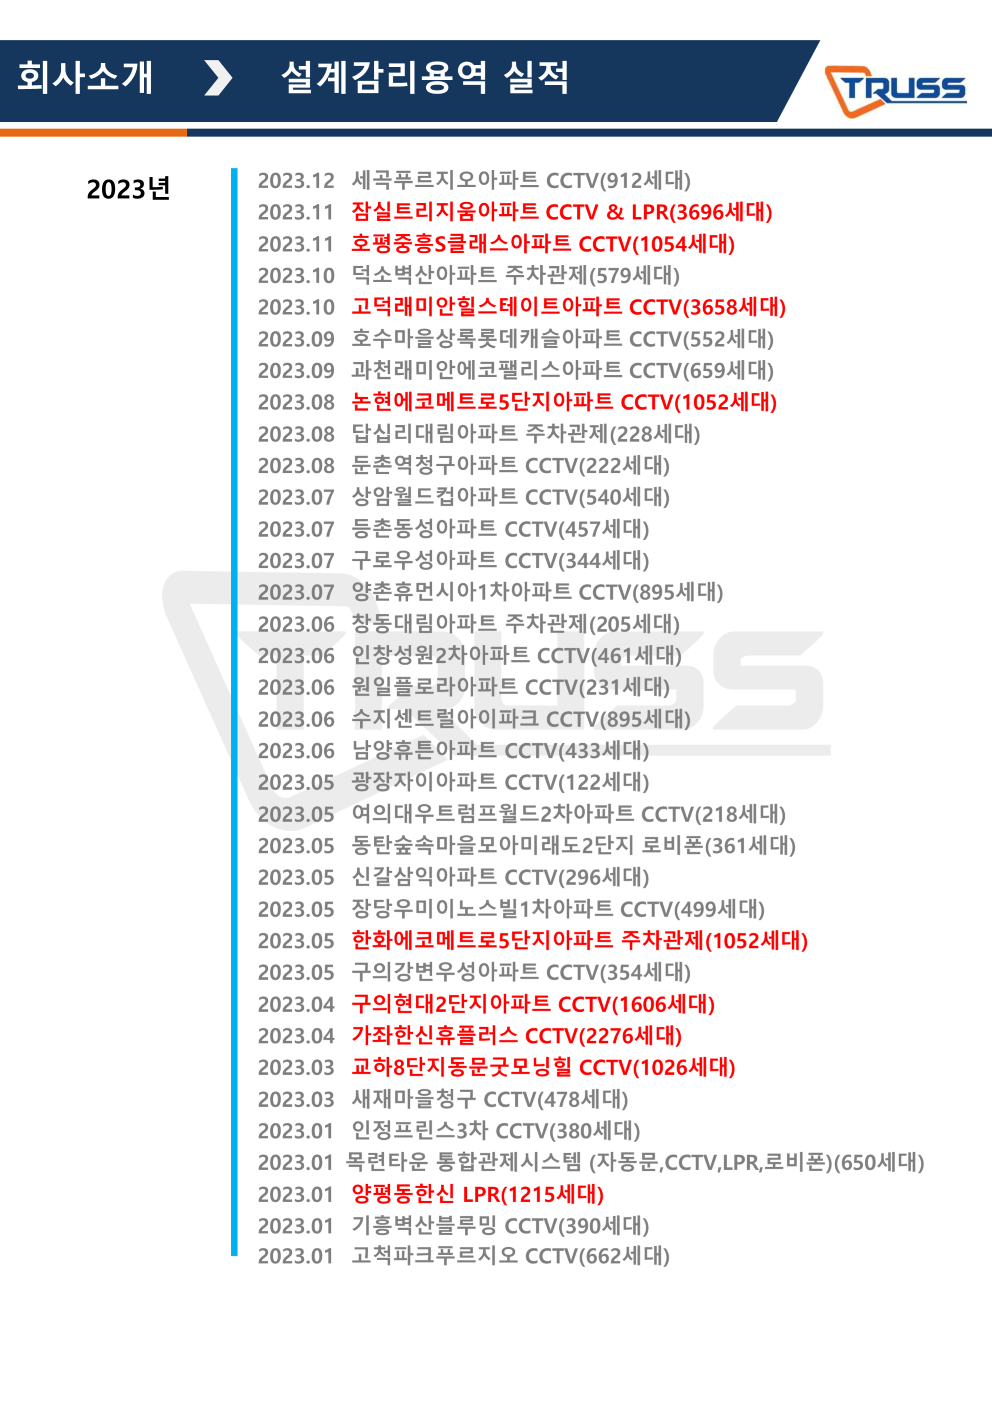 회사소개 설계감리용역 실적
TRUSS
2023년
2023.12 세곡푸르지오아파트 CCTV(912세대)
2023.11 잠실트리지움아파트 CCTV & LPR(3696세대)
2023.11 호평중흥S클래스아파트 CCTV(1054세대)
2023.10 덕소벽산아파트 주차관제(579세대)
2023.10 고덕래미안힐스테이트아파트 CCTV(3658세대)
2023.09 호수마을상록롯데캐슬아파트 CCTV(552세대)
2023.09 과천래미안에코팰리스아파트 CCTV(659세대)
2023.08 논현에코메트로5단지아파트 CCTV(1052세대)
2023.08 답십리대림아파트 주차관제(228세대)
2023.08 둔촌역청구아파트 CCTV(222세대)
2023.07 상암월드컵아파트 CCTV(540세대)
2023.07 등촌동성아파트 CCTV(457세대)
2023.07 구로우성아파트 CCTV(344세대)
2023.07 양촌휴먼시아1차아파트 CCTV(895세대)
2023.06 창동대림아파트 주차관제(205세대)
2023.06 인창성원2차아파트 CCTV(461세대)
2023.06 원일플로라아파트 CCTV(231세대)
2023.06 수지센트럴아이파크 CCTV(895세대)
2023.06 남양휴튼아파트 CCTV(433세대)
2023.05 광장자이아파트 CCTV(122세대)
2023.05 여의대우트럼프월드2차아파트 CCTV(218세대)
2023.05 동탄숲속마을모아미래도2단지 로비폰(361세대)
2023.05 신갈삼익아파트 CCTV(296세대)
2023.05 장당우미이노스빌1차아파트 CCTV(499세대)
2023.05 한화에코메트로5단지아파트 주차관제(1052세대)
2023.05 구의강변우성아파트 CCTV(354세대)
2023.04 구의현대2단지아파트 CCTV(1606세대)
2023.04 가좌한신휴플러스 CCTV(2276세대)
2023.03 교하8단지동문굿모닝힐 CCTV(1026세대)
2023.03 새재마을청구 CCTV(478세대)
2023.01 인정프린스3차 CCTV(380세대)
2023.01 목련타운 통합관제시스템 (자동문,CCTV,LPR,로비폰)(650세대)
2023.01 양평동한신 LPR(1215세대)
2023.01 기흥벽산블루밍 CCTV(390세대)
2023.01 고척파크푸르지오 CCTV(662세대)